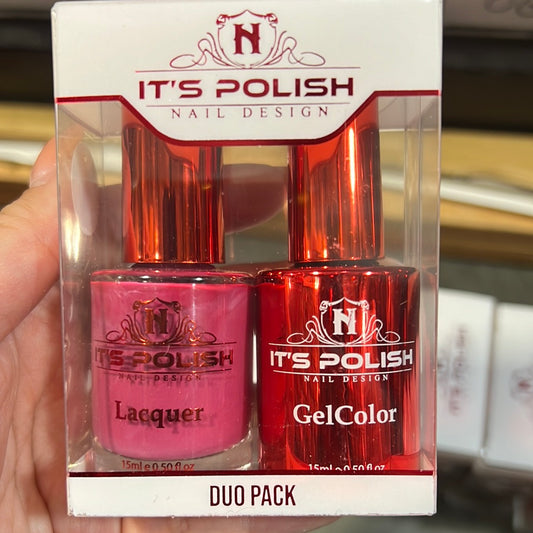 N
IT'S POLISH
NAIL DESIGN
N
IT'S POLISH
NAIL DESIGN
Lacquer
15ml e 0.50 fl oz
N
IT'S POLISH
NAIL DESIGN
GelColor
15ml e 0.50 fl oz
DUO PACK